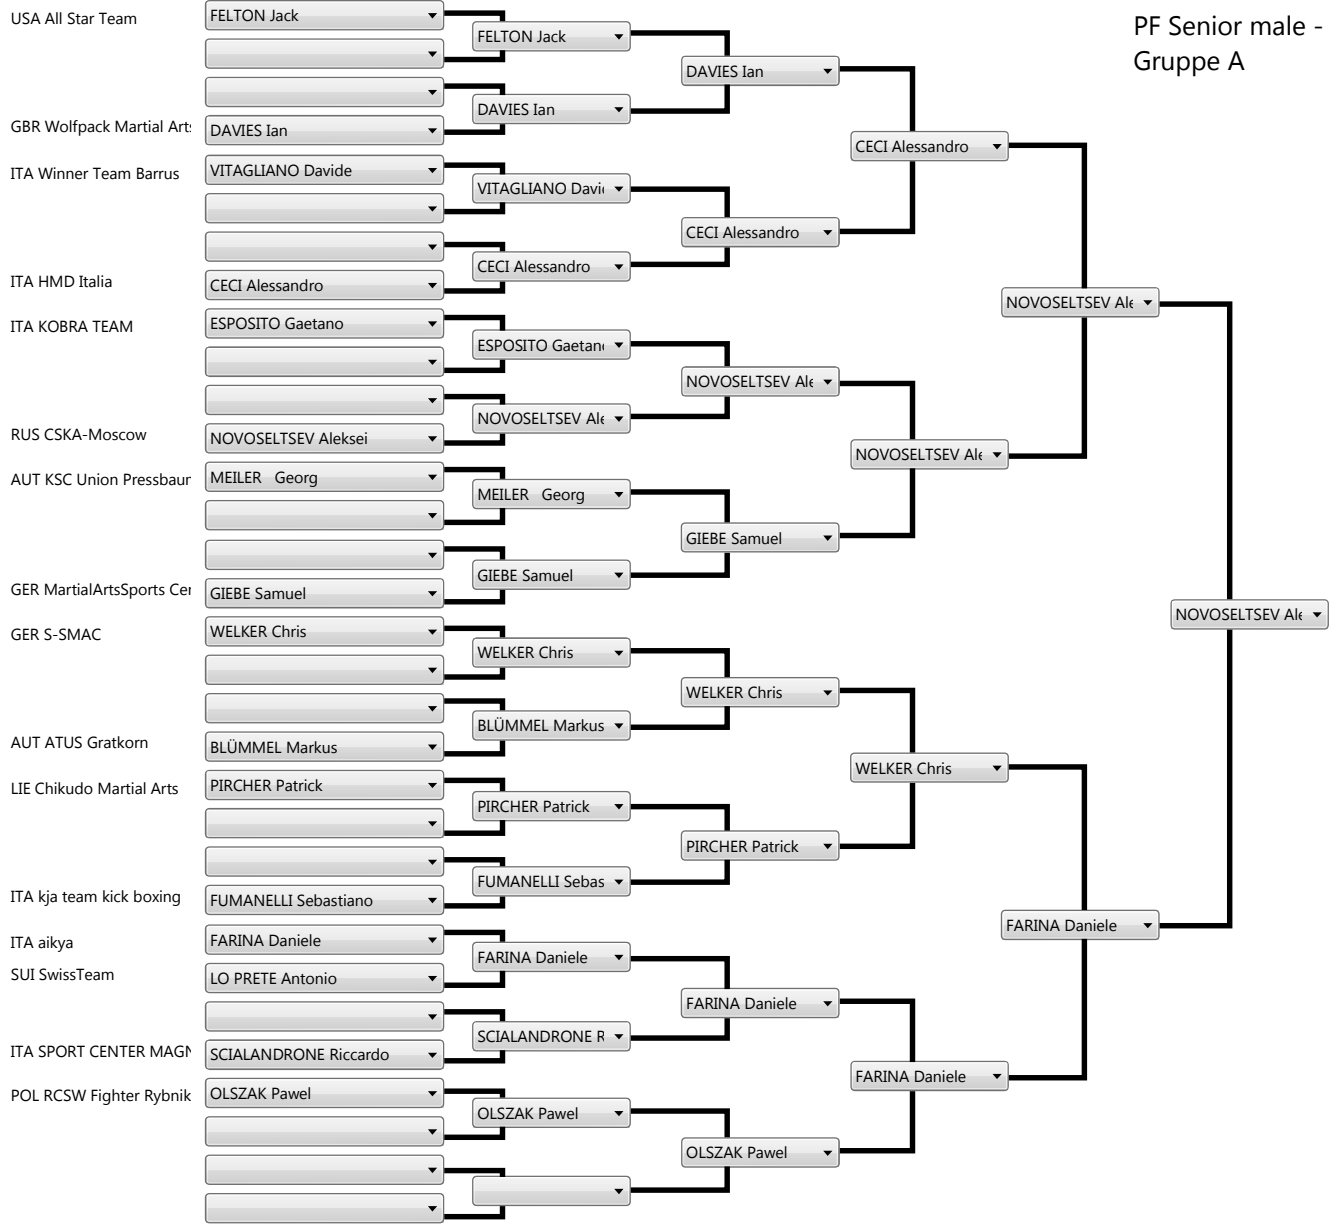 PF Senior male -
Gruppe A
USA All Star Team
FELTON Jack
GBR Wolfpack Martial Arts
DAVIES Ian
ITA Winner Team Barrus
VITAGLIANO Davide
ITA HMD Italia
CECI Alessandro
ITA KOBRA TEAM
ESPOSITO Gaetano
RUS CSKA-Moscow
NOVOSELTSEV Aleksei
AUT KSC Union Pressbaum
MEILER   Georg
GER MartialArtsSports Cer
GIEBE Samuel
GER S-SMAC
WELKER Chris
AUT ATUS Gratkorn
BLÜMMEL Markus
LIE Chikudo Martial Arts
PIRCHER Patrick
ITA kja team kick boxing
FUMANELLI Sebastiano
ITA aikya
FARINA Daniele
SUI SwissTeam
LO PRETE Antonio
ITA SPORT CENTER MAGN
SCIALANDRONE Riccardo
POL RCSW Fighter Rybnik
OLSZAK Pawel
FELTON Jack
DAVIES Ian
VITAGLIANO Davi
CECI Alessandro
ESPOSITO Gaetan
NOVOSELTSEV Ale
MEILER   Georg
GIEBE Samuel
WELKER Chris
BLÜMMEL Markus
PIRCHER Patrick
FUMANELLI Sebas
FARINA Daniele
SCIALANDRONE R
OLSZAK Pawel
DAVIES Ian
CECI Alessandro
NOVOSELTSEV Ale
GIEBE Samuel
WELKER Chris
PIRCHER Patrick
FARINA Daniele
OLSZAK Pawel
CECI Alessandro
NOVOSELTSEV Ale
WELKER Chris
FARINA Daniele
NOVOSELTSEV Ale
FARINA Daniele
NOVOSELTSEV Ale